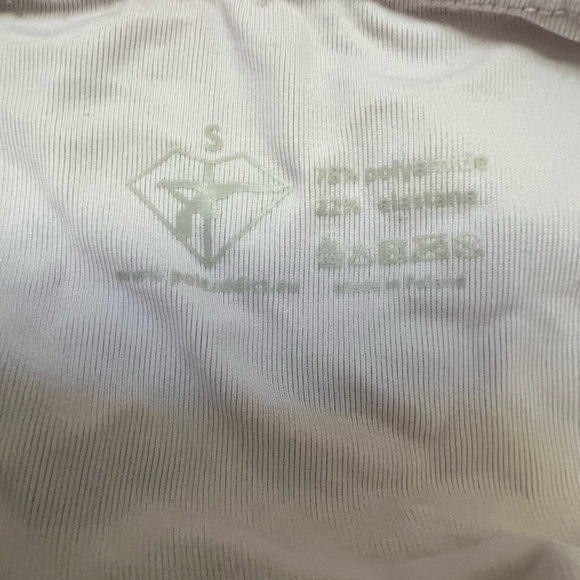 S
78% polyamide
22% elastane
Made in Poland